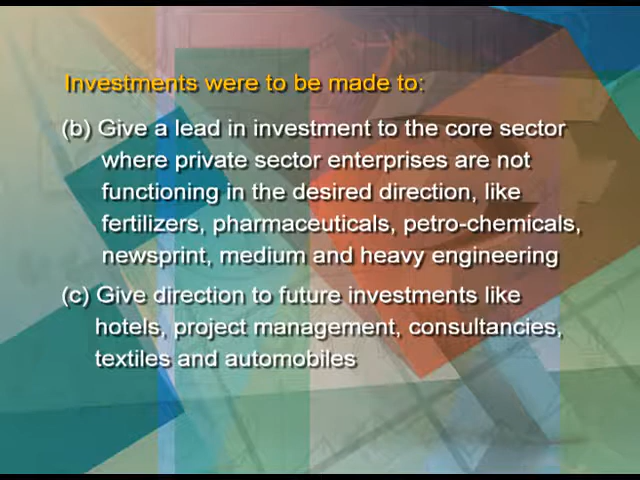 Investments were to be made to:
(b) Give a lead in investment to the core sector
where private sector enterprises are not
functioning in the desired direction, like
fertilizers, pharmaceuticals, petro-chemicals,
newsprint, medium and heavy engineering
(c) Give direction to future investments like
hotels, project management, consultancies,
textiles and automobiles